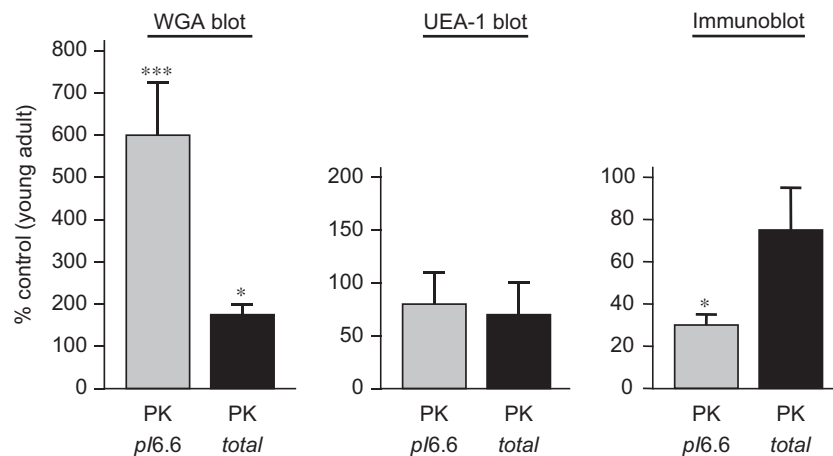 WGA blot
UEA-1 blot
Immunoblot
% control (young adult)
800
700
600
500
400
300
200
100
0
***
*
PK
pI6.6
PK
total
200
150
100
50
0
PK
pI6.6
PK
total
100
80
60
40
20
0
*
PK
pI6.6
PK
total